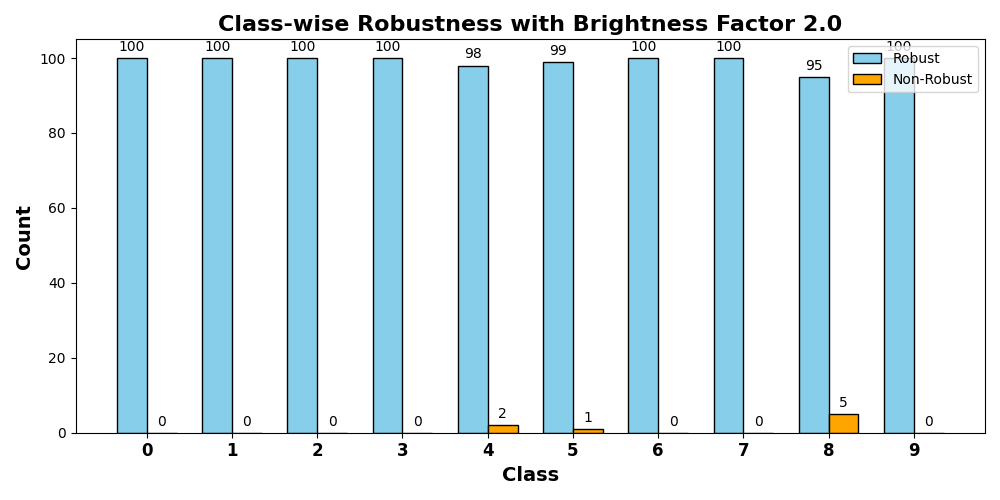 Class-wise Robustness with Brightness Factor 2.0
100 100 100 100 98 99 100 100 95 100
Robust
Non-Robust
100
80
60
40
20
0
0 0 0 0 2 1 0 0 5 0
0 1 2 3 4 5 6 7 8 9
Count
Class